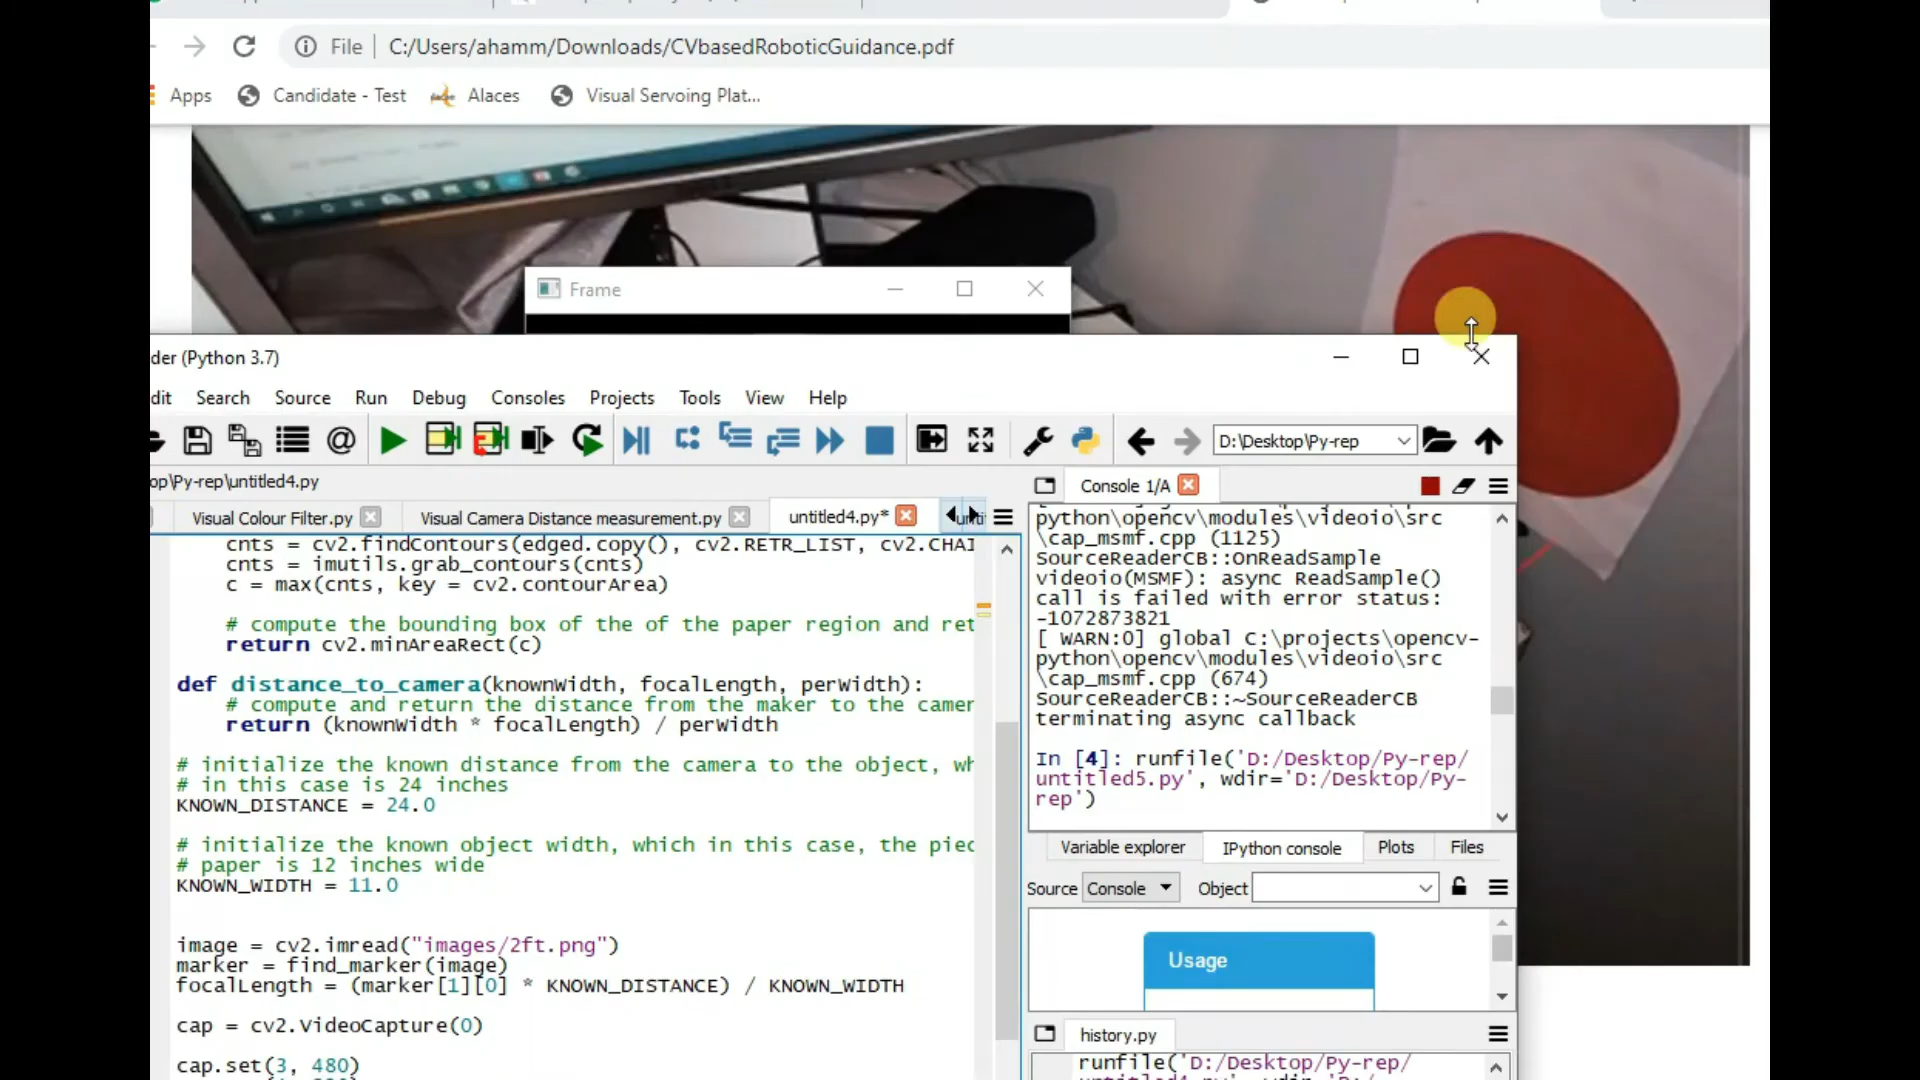 File C:/Users/ahamm/Downloads/CVbasedRoboticGuidance.pdf
Apps Candidate - Test Alaces Visual Servoing Plat...
Frame
der (Python 3.7)
dit Search Source Run Debug Consoles Projects Tools View Help
D:\Desktop\Py-rep
op\Py-rep\untitled4.py
Visual Colour Filter.py Visual Camera Distance measurement.py untitled4.py*
cnts = cv2.findContours(edged.copy(), cv2.RETR_LIST, cv2.CHAI
cnts = imutils.grab_contours(cnts)
c = max(cnts, key = cv2.contourArea)
# compute the bounding box of the of the paper region and ret
return cv2.minAreaRect(c)
def distance_to_camera(knownWidth, focalLength, perWidth):
# compute and return the distance from the maker to the camer
return (knownWidth * focalLength) / perWidth
# initialize the known distance from the camera to the object, wh
# in this case is 24 inches
KNOWN_DISTANCE = 24.0
# initialize the known object width, which in this case, the piec
# paper is 12 inches wide
KNOWN_WIDTH = 11.0
image = cv2.imread("images/2ft.png")
marker = find_marker(image)
focalLength = (marker[1][0] * KNOWN_DISTANCE) / KNOWN_WIDTH
cap = cv2.VideoCapture(0)
cap.set(3, 480)
Console 1/A
python\opencv\modules\videoio\src
\cap_msmf.cpp (1125)
SourceReaderCB::OnReadSample
videoio(MSMF): async ReadSample()
call is failed with error status:
-1072873821
[ WARN:0] global C:\projects\opencv-
python\opencv\modules\videoio\src
\cap_msmf.cpp (674)
SourceReaderCB::~SourceReaderCB
terminating async callback
In [4]: runfile('D:/Desktop/Py-rep/
untitled5.py', wdir='D:/Desktop/Py-
rep')
Variable explorer IPython console Plots Files
Source Console Object
Usage
history.py
runfile('D:/Desktop/Py-rep/